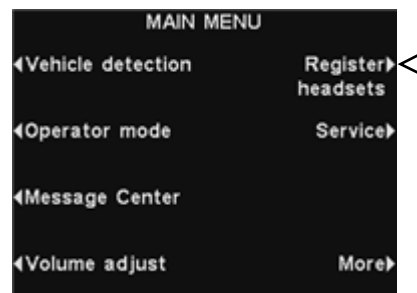 MAIN MENU
Vehicle detection Register
headsets
Operator mode Service
Message Center
Volume adjust More